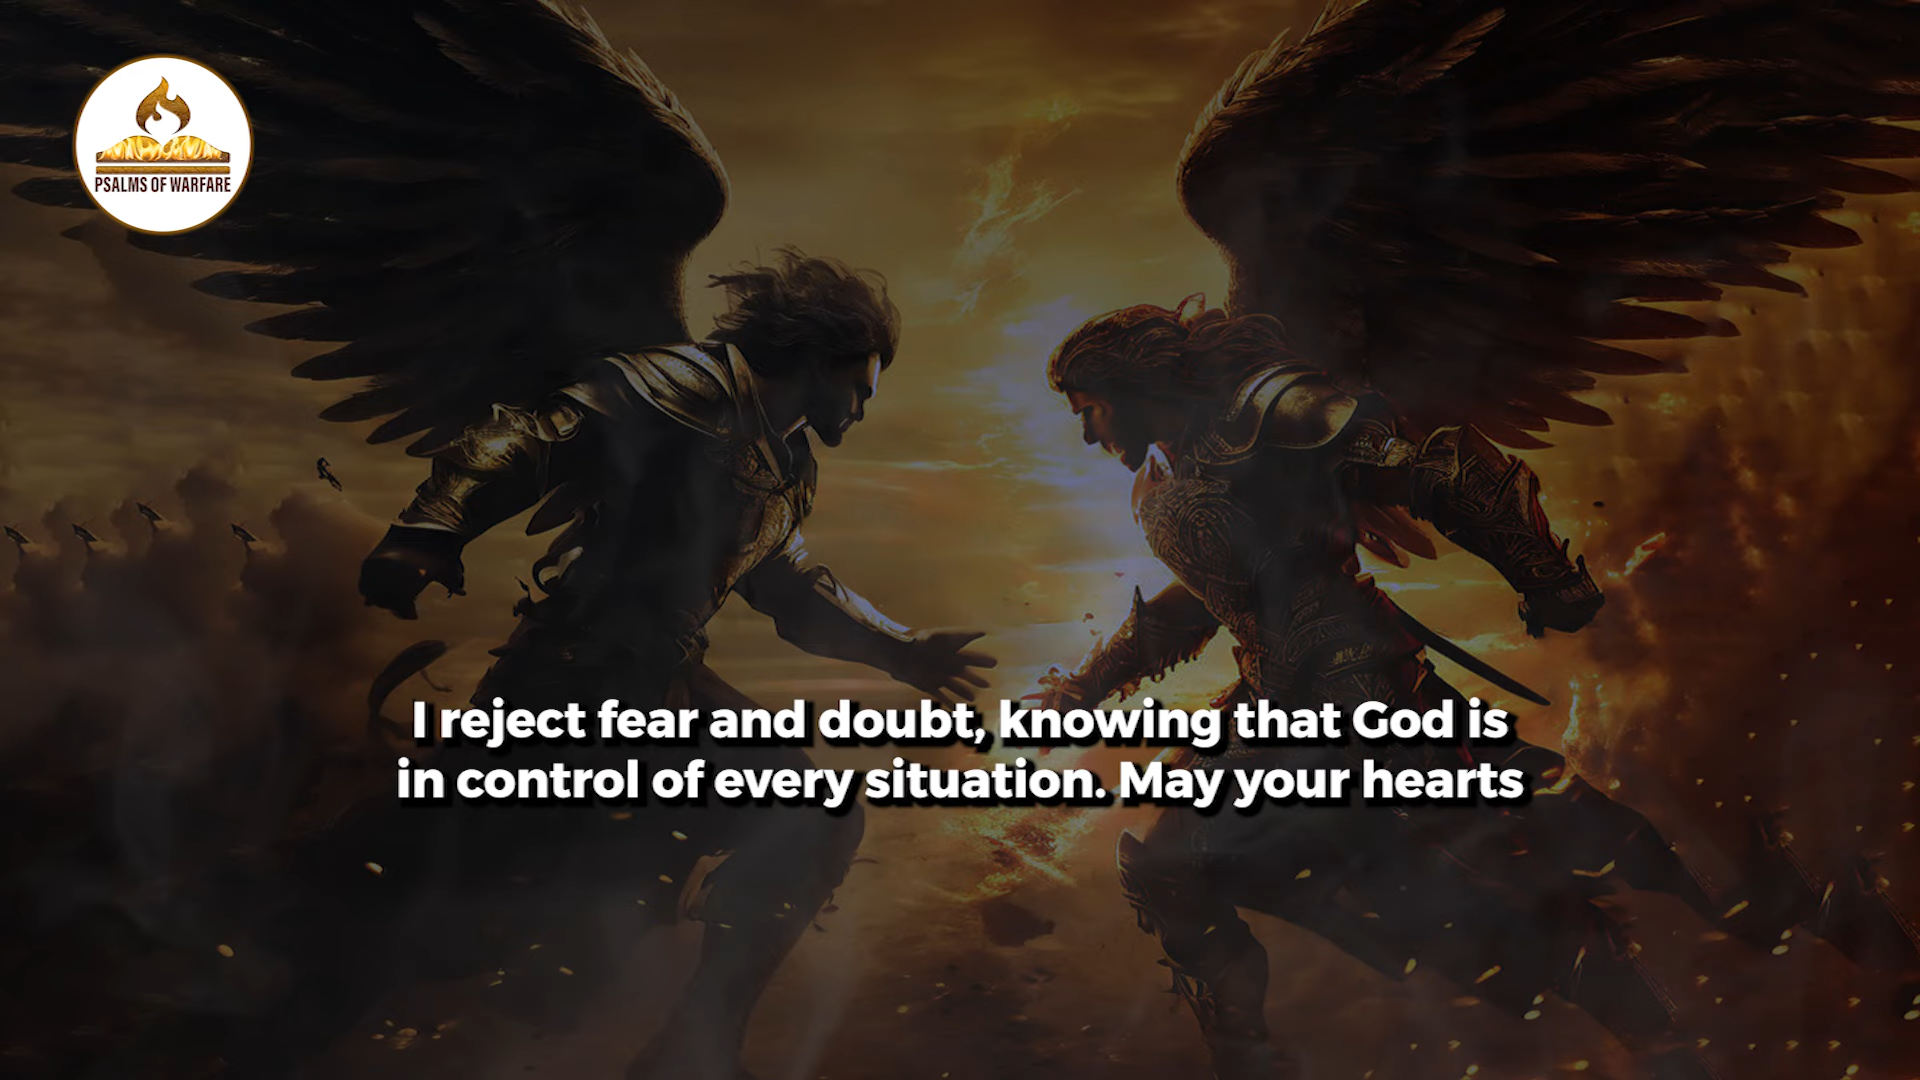 PSALMS OF WARFARE
I reject fear and doubt, knowing that God is
in control of every situation. May your hearts